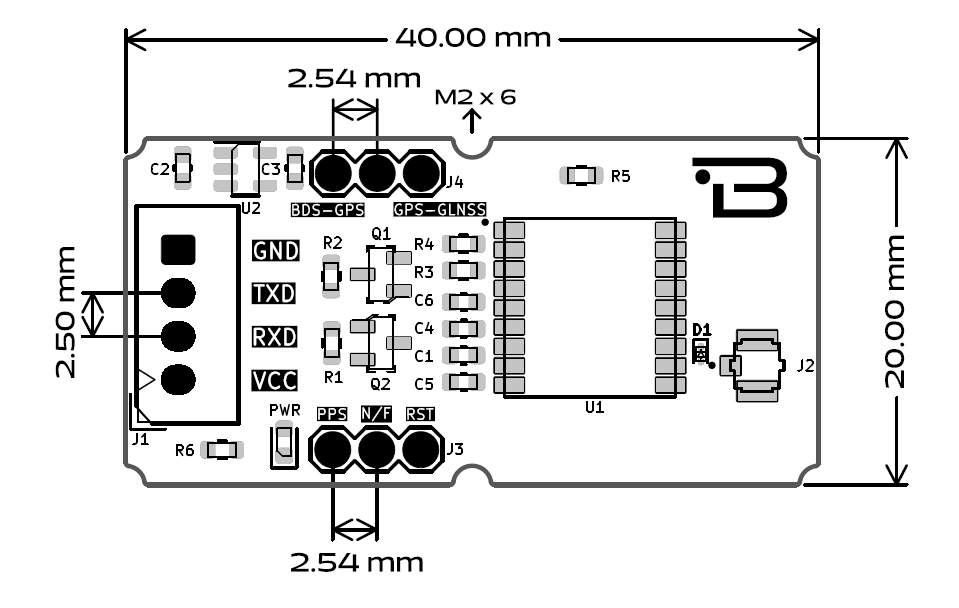 40.00 mm
2.54 mm
M2 x 6
C2
C3
J4
R5
U2
BDS-GPS
GPS-GLNSS
Q1
GND
R2
R4
R3
TXD
2.50 mm
C6
20.00 mm
RXD
C4
D1
C1
J2
R1
Q2
VCC
C5
U1
PWR
PPS
N/F
RST
J1
R6
J3
2.54 mm